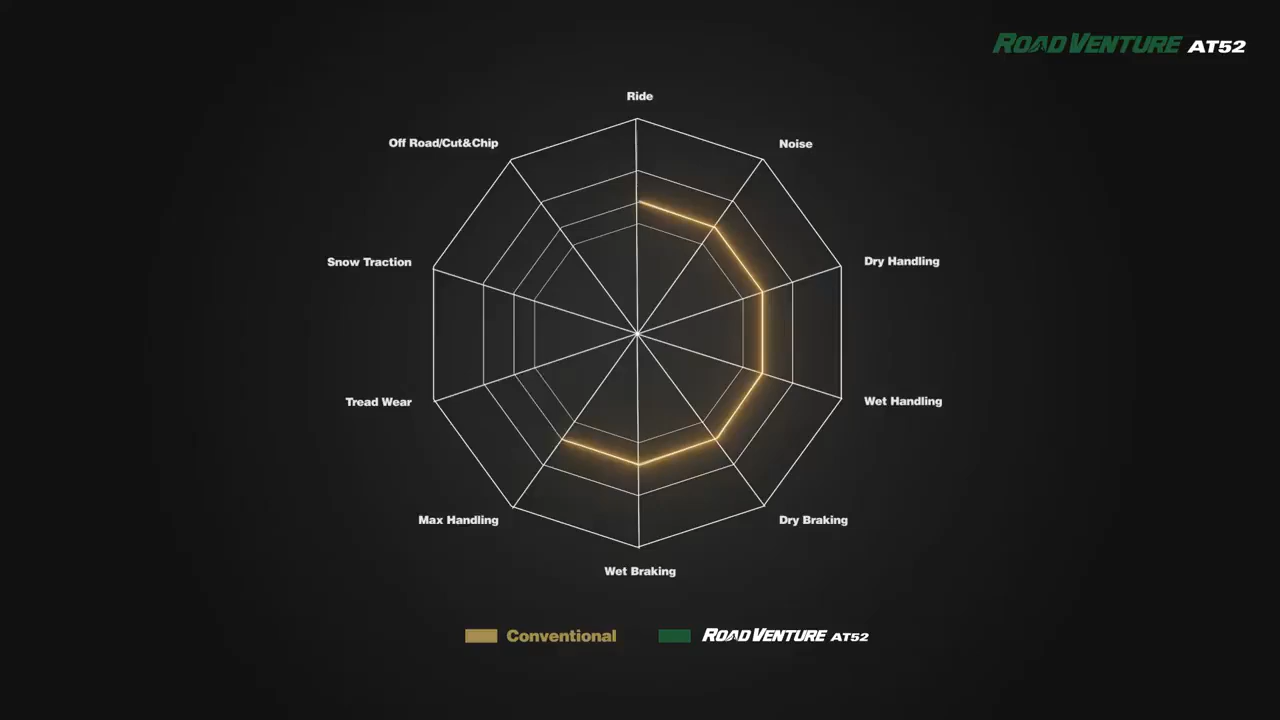 ROADVENTURE AT52
Ride
Off Road/Cut&Chip
Noise
Snow Traction
Dry Handling
Tread Wear
Wet Handling
Max Handling
Dry Braking
Wet Braking
Conventional
ROADVENTURE AT52